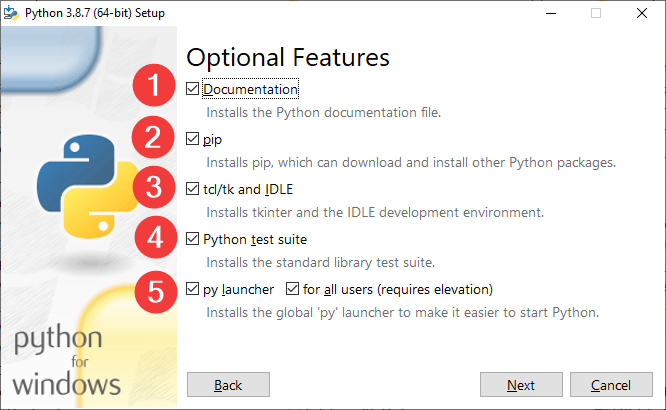 Python 3.8.7 (64-bit) Setup
Optional Features
1
Documentation
Installs the Python documentation file.
2
pip
Installs pip, which can download and install other Python packages.
3
tcl/tk and IDLE
Installs tkinter and the IDLE development environment.
4
Python test suite
Installs the standard library test suite.
5
py launcher for all users (requires elevation)
Installs the global 'py' launcher to make it easier to start Python.
python
for
windows
Back Next Cancel